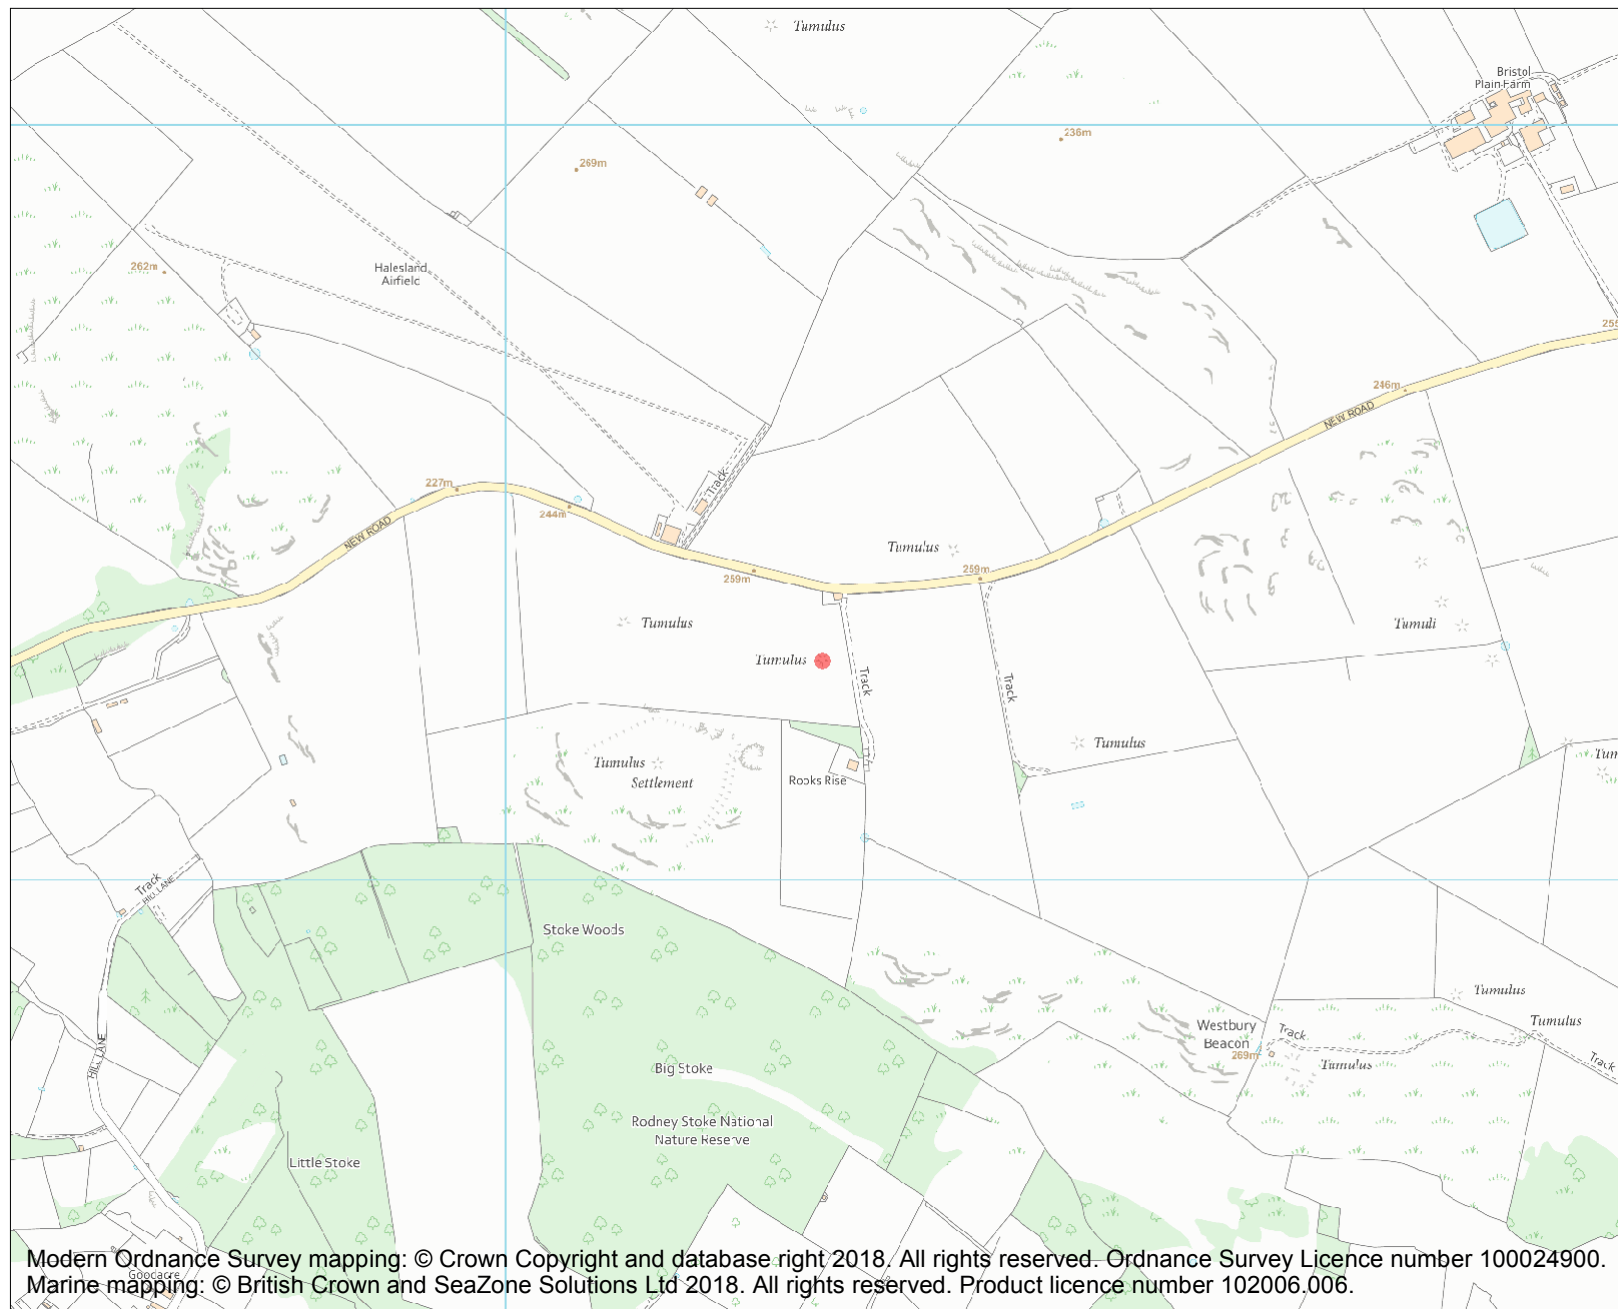 Tumulus
Bristol
Plain Farm
236m
269m
262m
Halesland
Airfield
255
246m
NEW ROAD
Track
227m
244m
NEW ROAD
Tumulus
259m
259m
Tumulus
Tumuli
Tumulus
Track
Track
Tumulus
Tumulus
Settlement
Rooks Rise
Tum
Track
HILL LANE
Stoke Woods
Tumulus
Westbury
Beacon
269m
Track
Tumulus
Tumulus
Track
HILL LANE
Big Stoke
Rodney Stoke National
Nature Reserve
Little Stoke
Modern Ordnance Survey mapping: © Crown Copyright and database right 2018. All rights reserved. Ordnance Survey Licence number 100024900.
Goodacre
Marine mapping: © British Crown and SeaZone Solutions Ltd 2018. All rights reserved. Product licence number 102006.006.